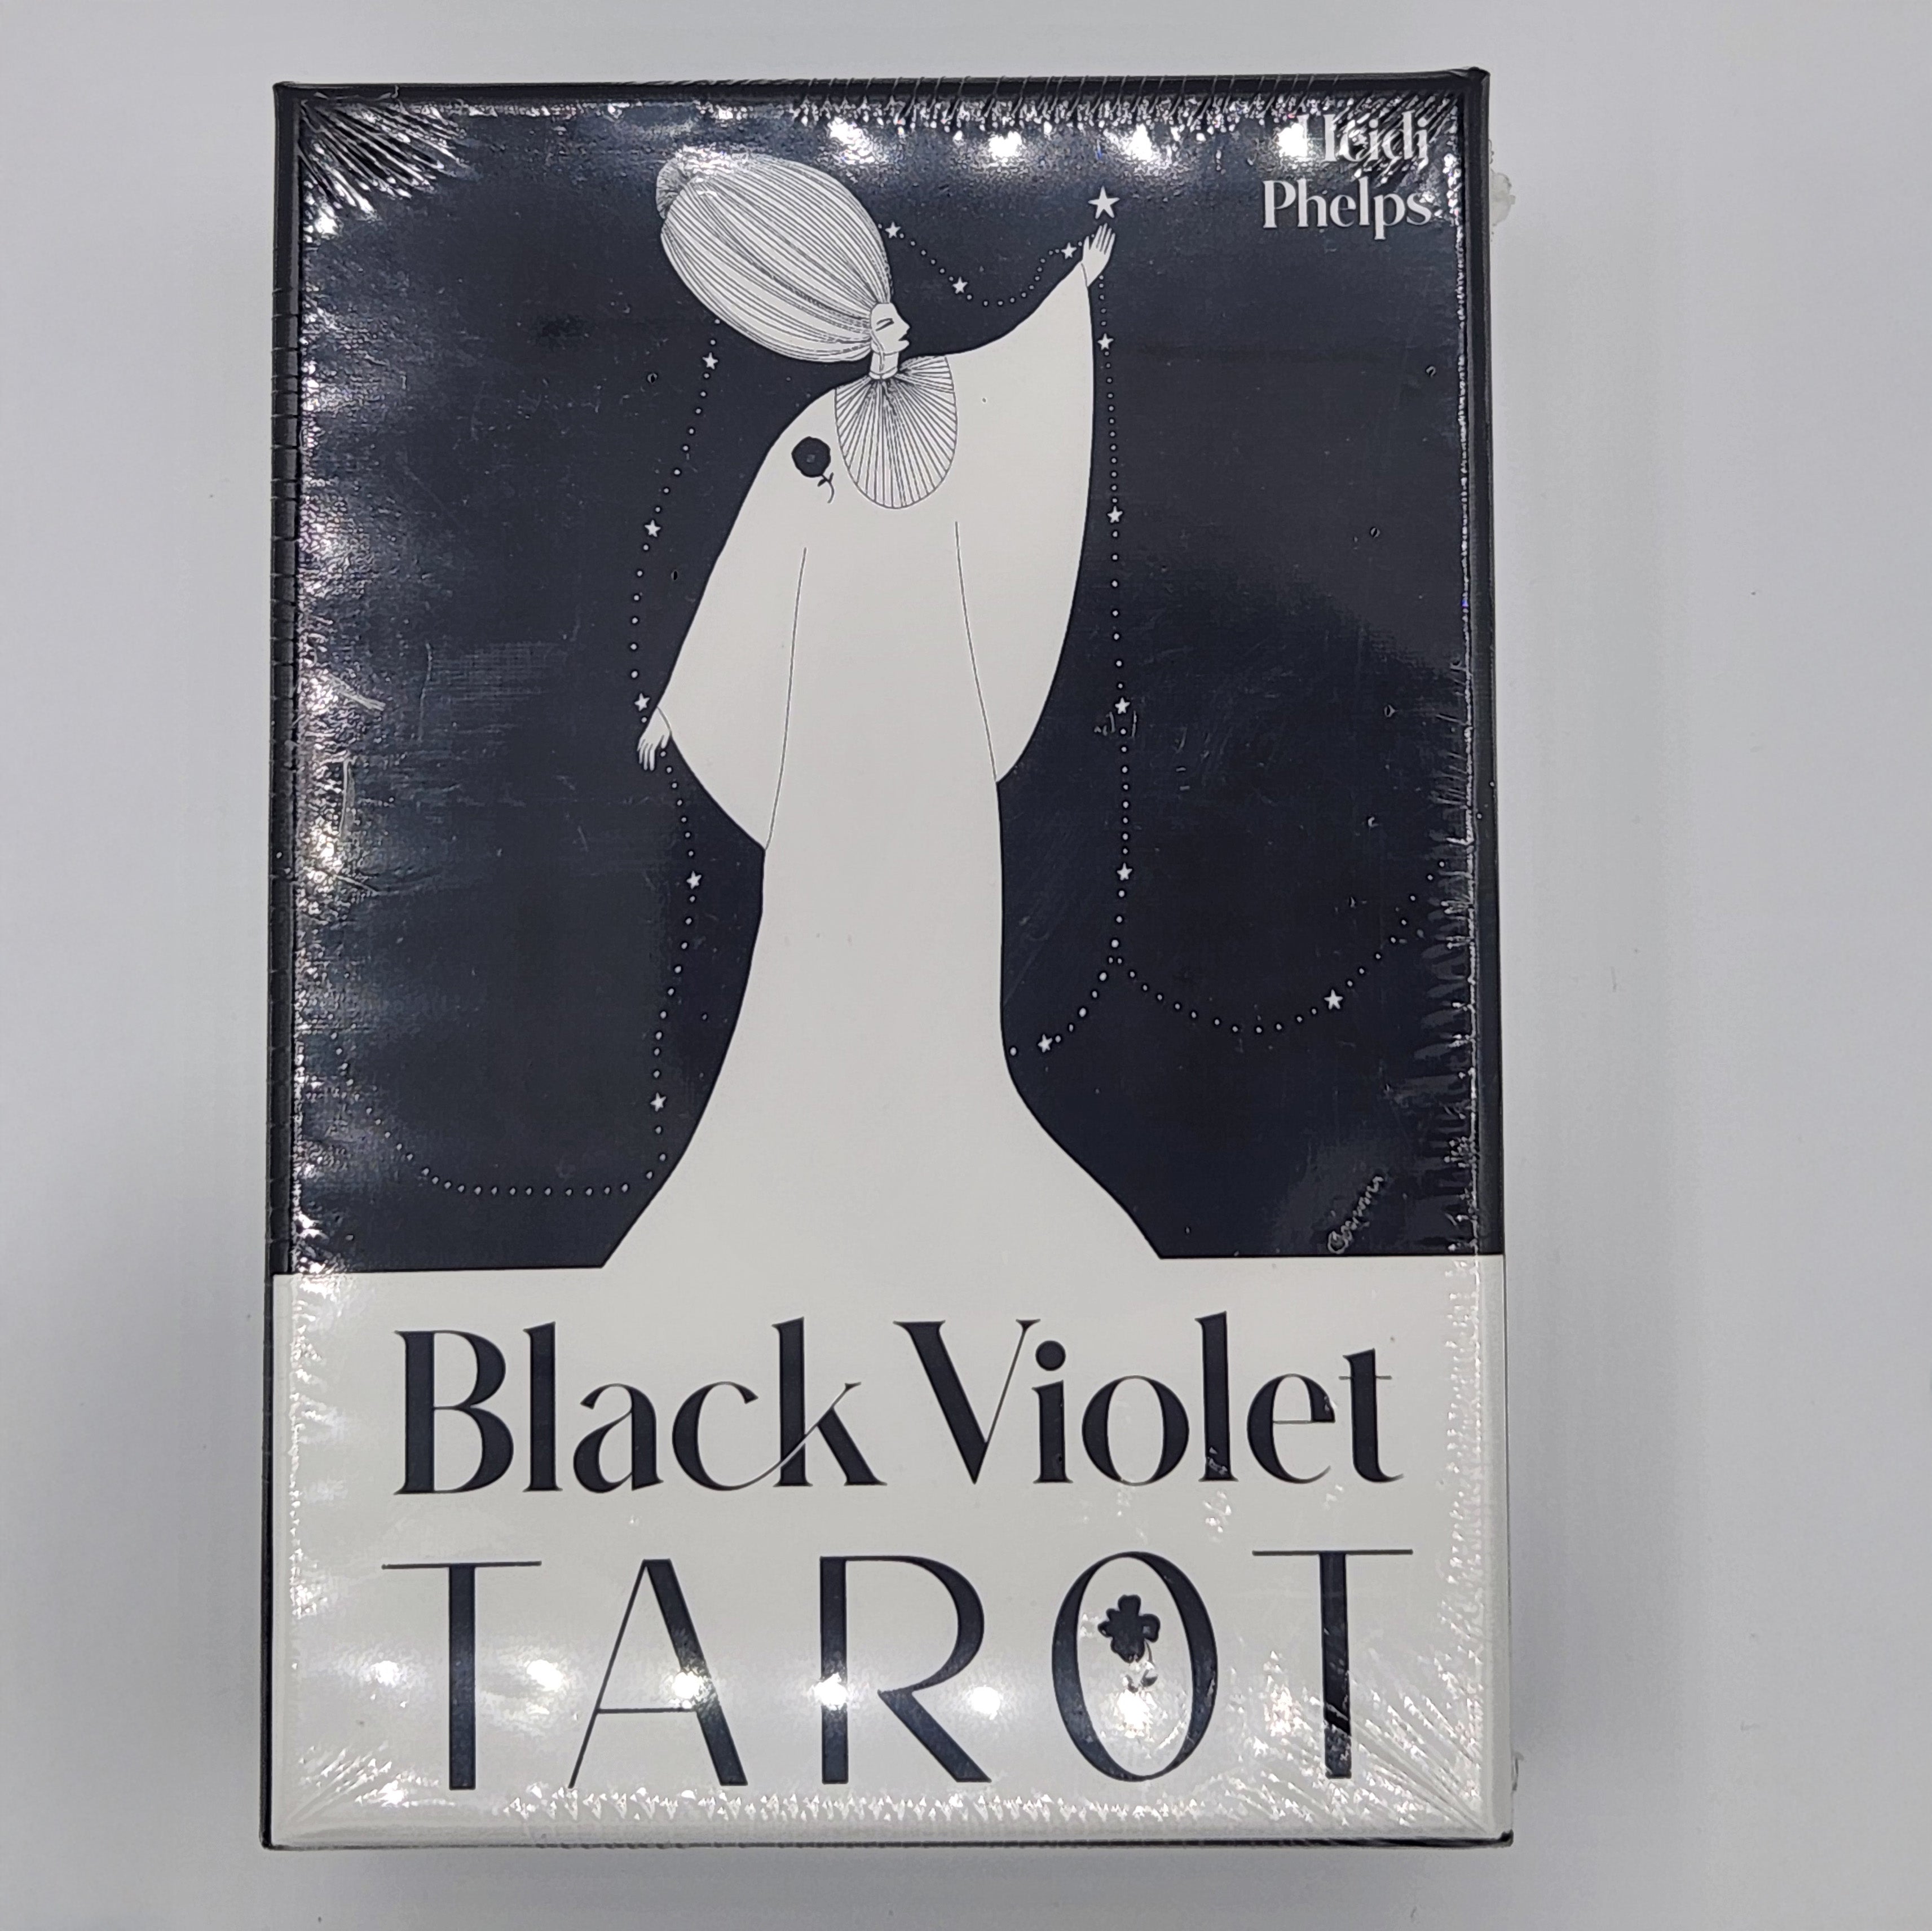 Heidi
Phelps
Black Violet
TAROT